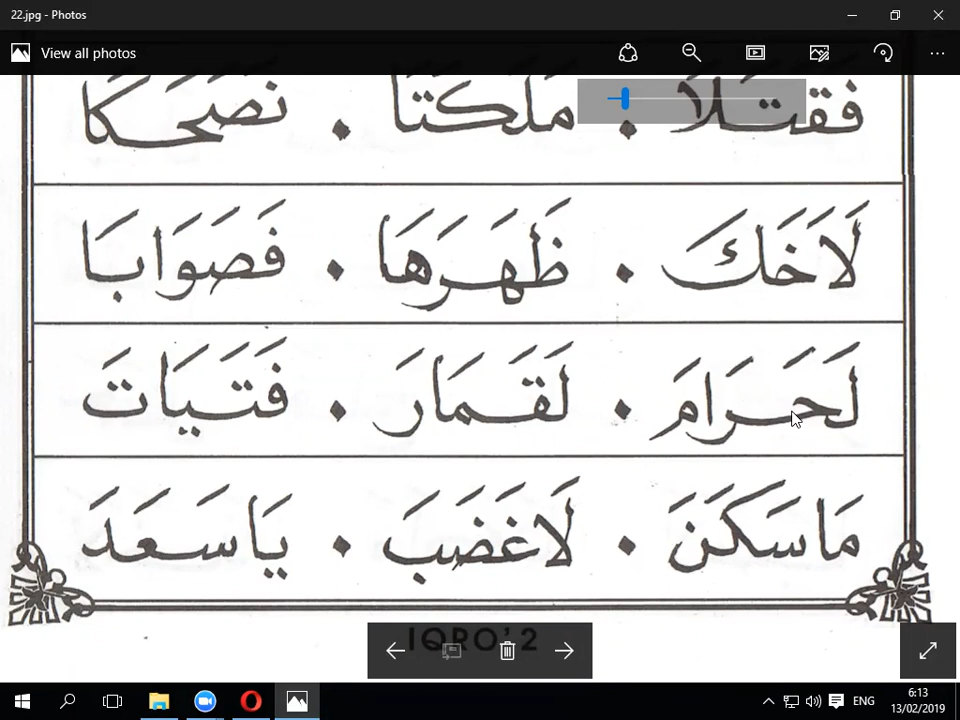 22.jpg - Photos
View all photos
فَقَتَلَا . مَلَكَتَا . نَصَحَكَا
لَاَخَكَ . ظَهَرَهَا . فَصَوَابَا
لَحَرَامَ . لَقَمَارَ . فَتَيَاتَ
مَاسَكَنَ . لَاغَضَبَ . يَاسَعَدَ
IQRO' 2
ENG
6:13
13/02/2019